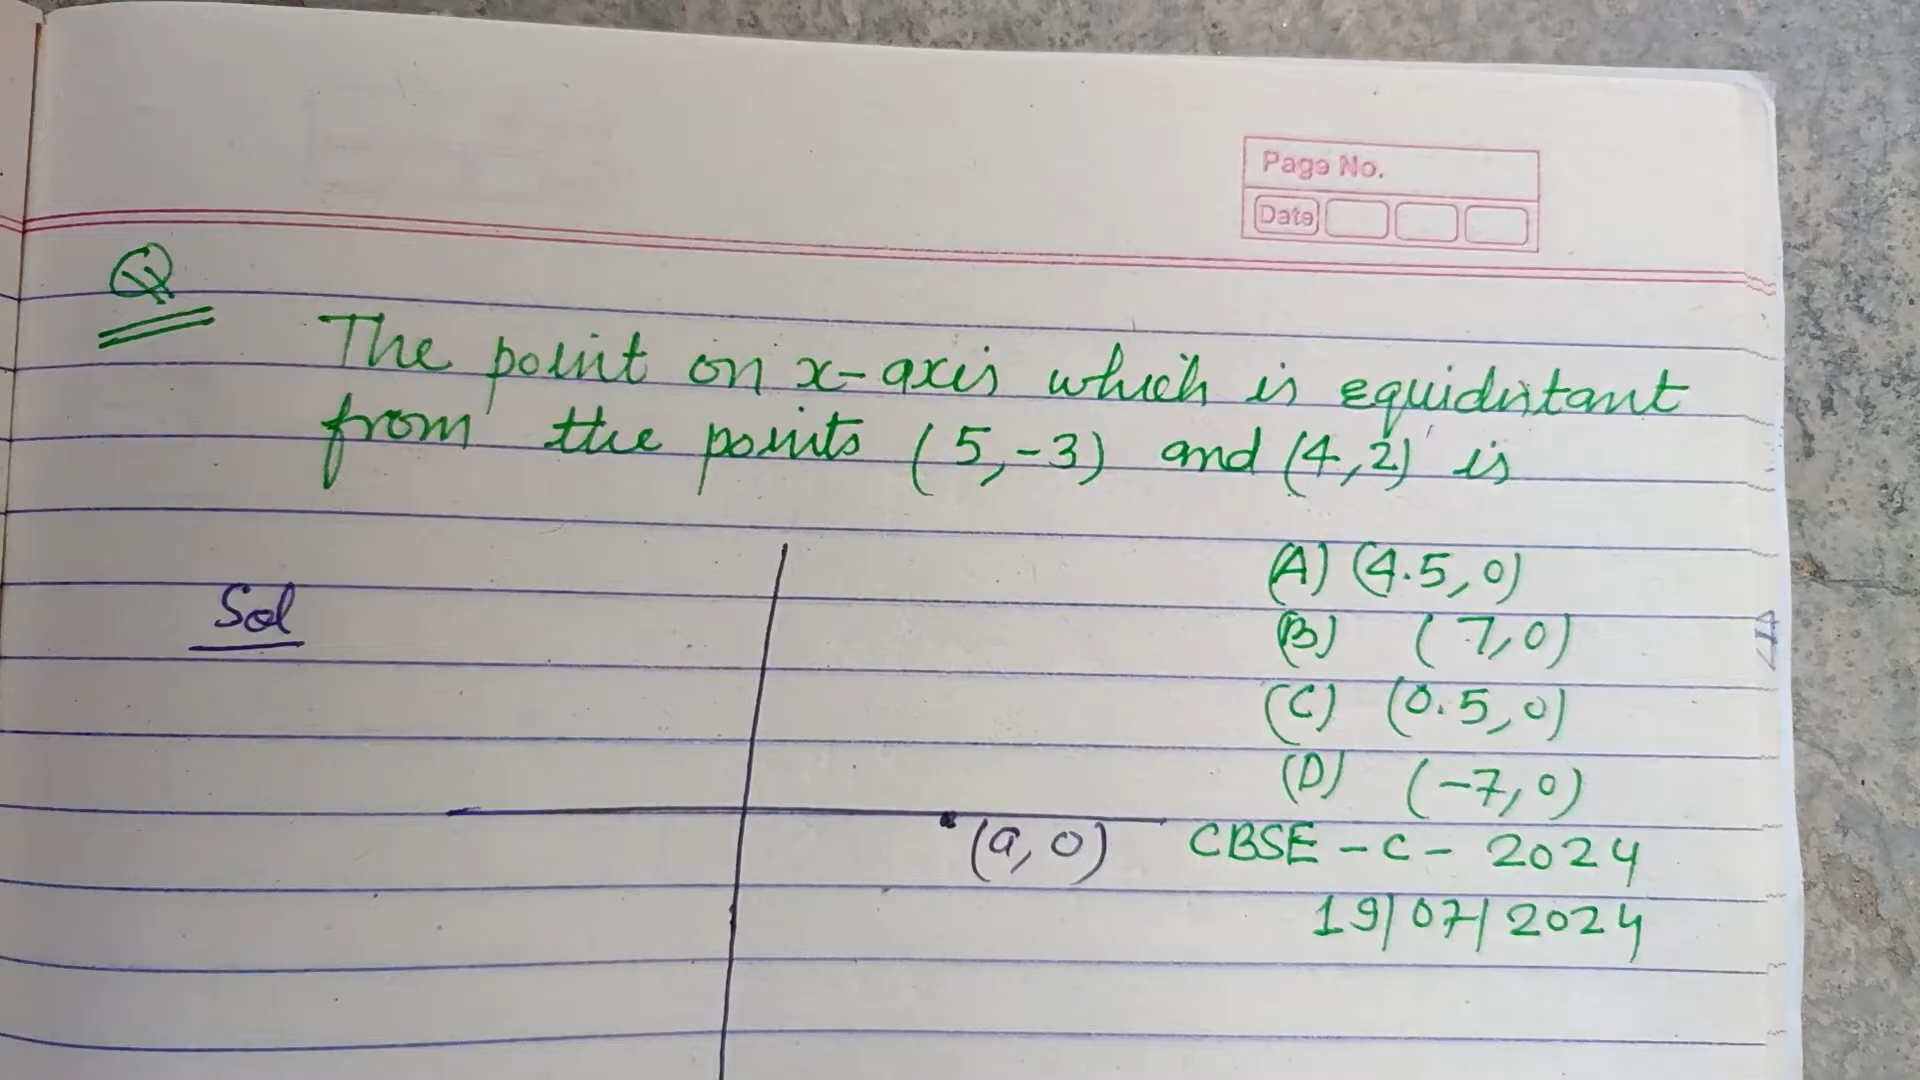 Page No.
Date
Q
The point on x-axis which is equidistant
from the points (5,-3) and (4,2) is
Sol
(A) (4.5,0)
(B) (7,0)
(C) (0.5,0)
(D) (-7,0)
(a,0)
CBSE - C - 2024
19/07/2024